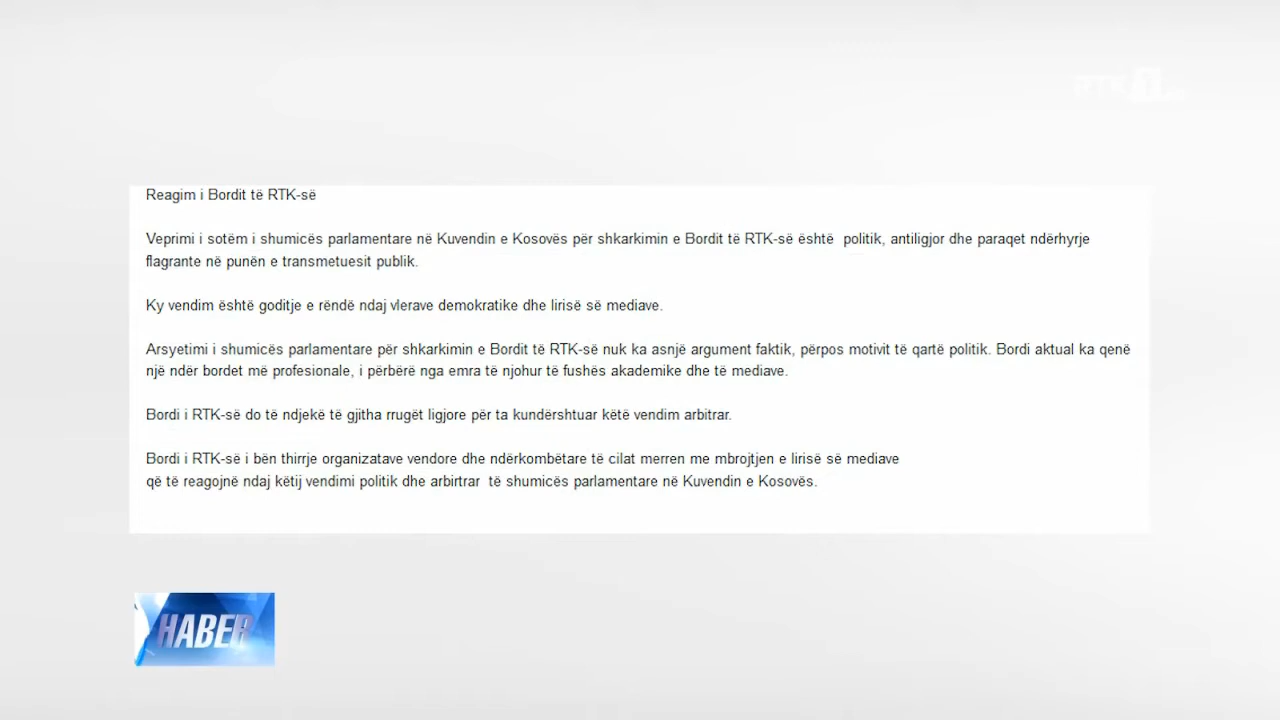 RTK 1
Reagim i Bordit të RTK-së
Veprimi i sotëm i shumicës parlamentare në Kuvendin e Kosovës për shkarkimin e Bordit të RTK-së është  politik, antiligjor dhe paraqet ndërhyrje
flagrante në punën e transmetuesit publik.
Ky vendim është goditje e rëndë ndaj vlerave demokratike dhe lirisë së mediave.
Arsyetimi i shumicës parlamentare për shkarkimin e Bordit të RTK-së nuk ka asnjë argument faktik, përpos motivit të qartë politik. Bordi aktual ka qenë
një ndër bordet më profesionale, i përbërë nga emra të njohur të fushës akademike dhe të mediave.
Bordi i RTK-së do të ndjekë të gjitha rrugët ligjore për ta kundërshtuar këtë vendim arbitrar.
Bordi i RTK-së i bën thirrje organizatave vendore dhe ndërkombëtare të cilat merren me mbrojtjen e lirisë së mediave
që të reagojnë ndaj këtij vendimi politik dhe arbirtrar  të shumicës parlamentare në Kuvendin e Kosovës.
HABER